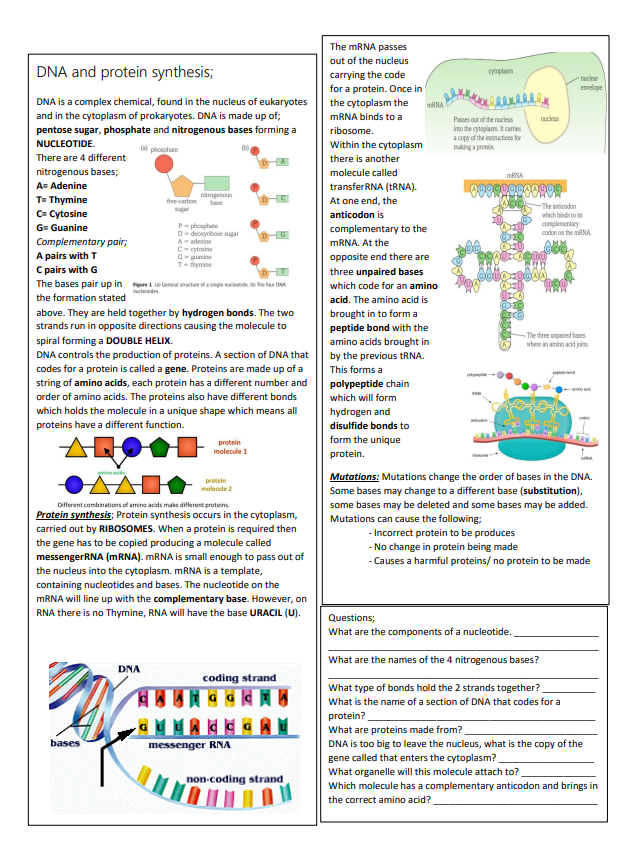 DNA and protein synthesis;
DNA is a complex chemical, found in the nucleus of eukaryotes
and in the cytoplasm of prokaryotes. DNA is made up of;
pentose sugar, phosphate and nitrogenous bases forming a
NUCLEOTIDE.
There are 4 different
nitrogenous bases;
A= Adenine
T= Thymine
C= Cytosine
G= Guanine
Complementary pair;
A pairs with T
C pairs with G
The bases pair up in
the formation stated
(a) phosphate
five-carbon
sugar
nitrogenous
base
P = phosphate
D = deoxyribose sugar
A = adenine
C = cytosine
G = guanine
T = thymine
(b)
P
D
A
P
D
C
P
D
G
P
D
T
Figure 1 (a) General structure of a single nucleotide. (b) The four DNA
nucleotides.
above. They are held together by hydrogen bonds. The two
strands run in opposite directions causing the molecule to
spiral forming a DOUBLE HELIX.
DNA controls the production of proteins. A section of DNA that
codes for a protein is called a gene. Proteins are made up of a
string of amino acids, each protein has a different number and
order of amino acids. The proteins also have different bonds
which holds the molecule in a unique shape which means all
proteins have a different function.
protein
molecule 1
amino acids
protein
molecule 2
Different combinations of amino acids make different proteins.
Protein synthesis; Protein synthesis occurs in the cytoplasm,
carried out by RIBOSOMES. When a protein is required then
the gene has to be copied producing a molecule called
messengerRNA (mRNA). mRNA is small enough to pass out of
the nucleus into the cytoplasm. mRNA is a template,
containing nucleotides and bases. The nucleotide on the
mRNA will line up with the complementary base. However, on
RNA there is no Thymine, RNA will have the base URACIL (U).
DNA
coding strand
C A A T G G C T A
G U U A C C G A U
bases
messenger RNA
non-coding strand
The mRNA passes
out of the nucleus
carrying the code
for a protein. Once in
the cytoplasm the
mRNA binds to a
ribosome.
Within the cytoplasm
there is another
molecule called
transferRNA (tRNA).
At one end, the
anticodon is
complementary to the
mRNA. At the
opposite end there are
three unpaired bases
which code for an amino
acid. The amino acid is
brought in to form a
peptide bond with the
amino acids brought in
by the previous tRNA.
This forms a
polypeptide chain
which will form
hydrogen and
disulfide bonds to
form the unique
protein.
cytoplasm
nuclear
envelope
mRNA
nucleus
Passes out of the nucleus
into the cytoplasm. It carries
a copy of the instructions for
making a protein.
mRNA
The anticodon
which binds to its
complementary
codon on the mRNA.
The three unpaired bases
where an amino acid joins.
polypeptide
peptide bond
amino acid
tRNA
anticodon
codon
ribosome
mRNA
Mutations: Mutations change the order of bases in the DNA.
Some bases may change to a different base (substitution),
some bases may be deleted and some bases may be added.
Mutations can cause the following;
- Incorrect protein to be produces
- No change in protein being made
- Causes a harmful proteins/ no protein to be made
Questions;
What are the components of a nucleotide.
What are the names of the 4 nitrogenous bases?
What type of bonds hold the 2 strands together?
What is the name of a section of DNA that codes for a
protein?
What are proteins made from?
DNA is too big to leave the nucleus, what is the copy of the
gene called that enters the cytoplasm?
What organelle will this molecule attach to?
Which molecule has a complementary anticodon and brings in
the correct amino acid?